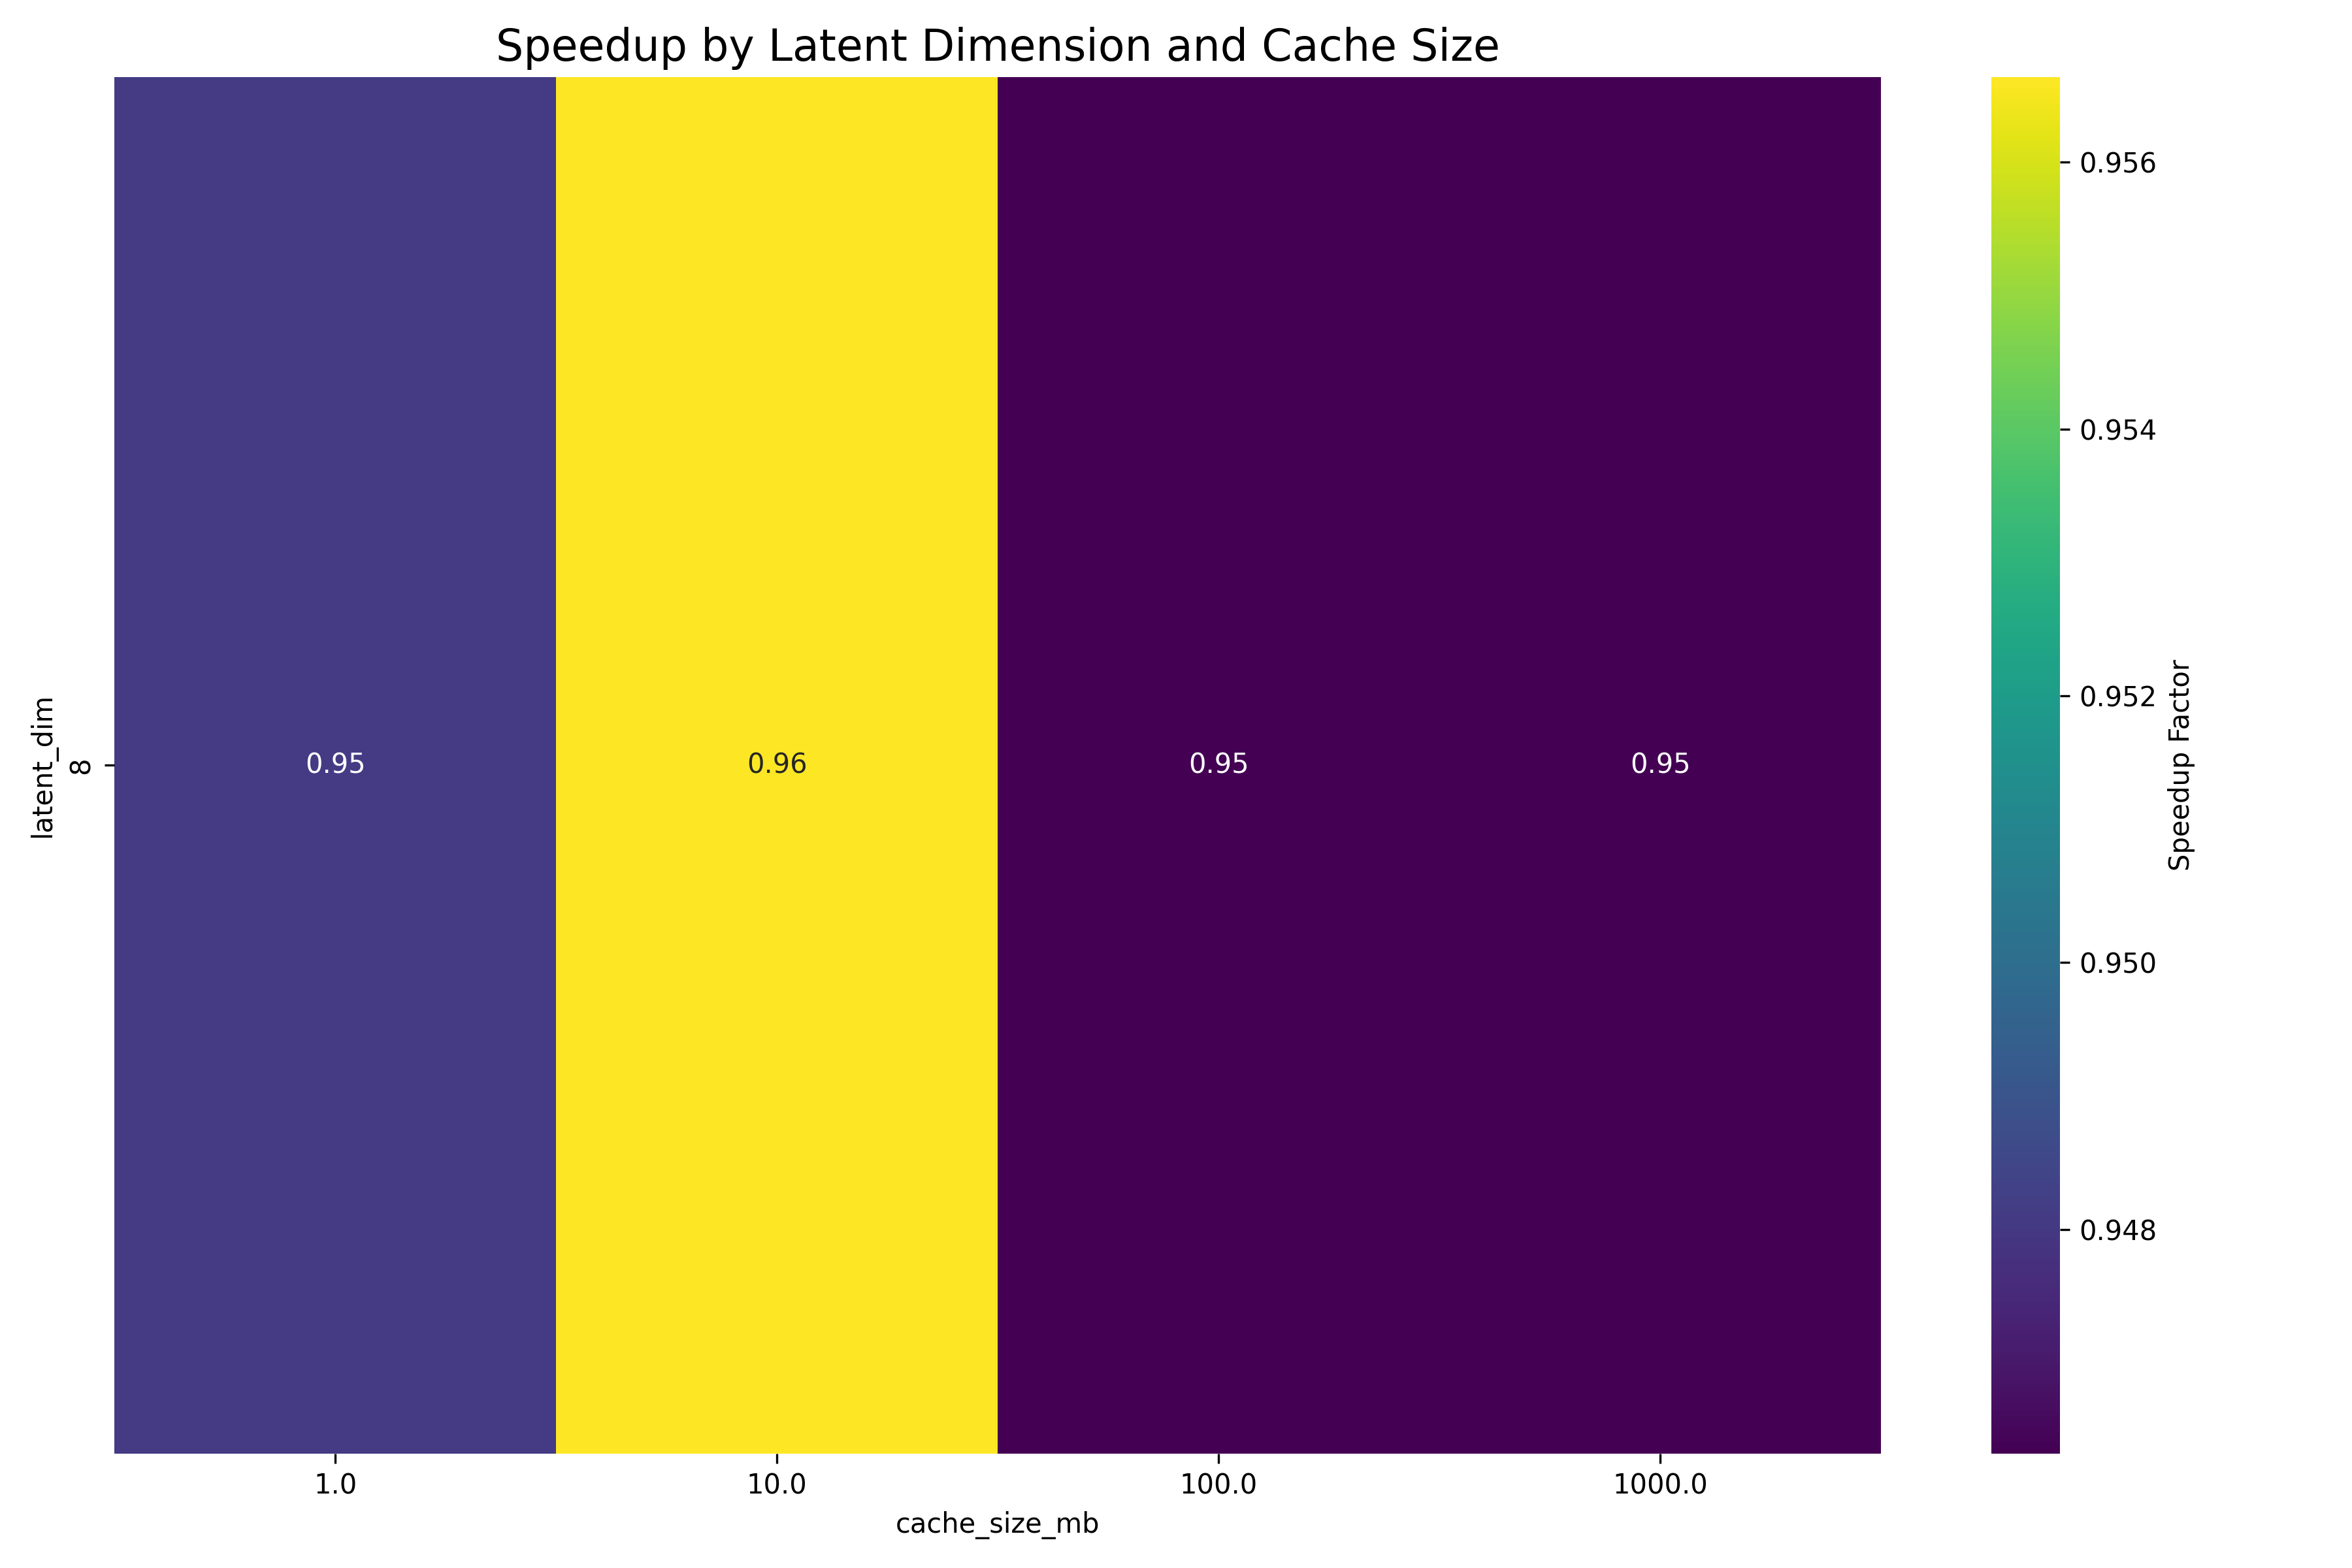 Speedup by Latent Dimension and Cache Size
latent_dim
8
0.95 0.96 0.95 0.95
1.0 10.0 100.0 1000.0
cache_size_mb
0.956
0.954
0.952
0.950
0.948
Speedup Factor